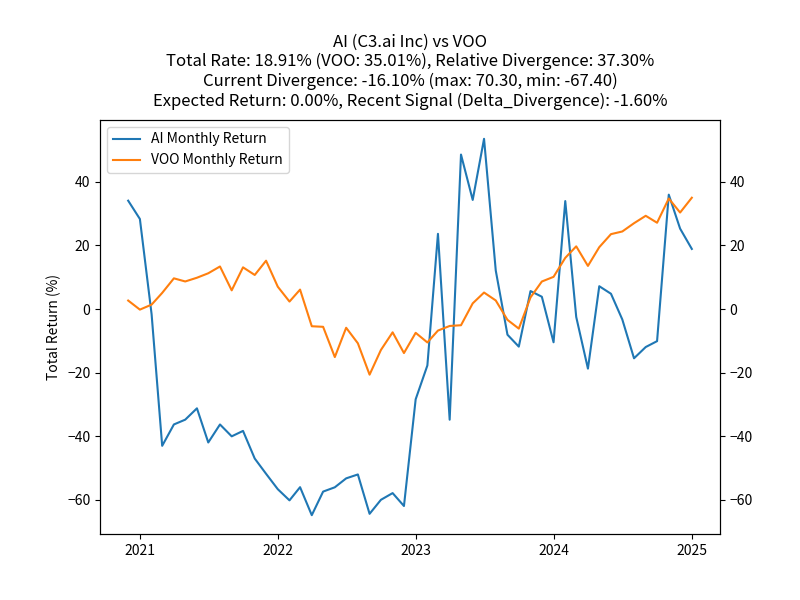 AI (C3.ai Inc) vs VOO
Total Rate: 18.91% (VOO: 35.01%), Relative Divergence: 37.30%
Current Divergence: -16.10% (max: 70.30, min: -67.40)
Expected Return: 0.00%, Recent Signal (Delta_Divergence): -1.60%
AI Monthly Return
VOO Monthly Return
Total Return (%)
40
20
0
−20
−40
−60
40
20
0
−20
−40
−60
2021 2022 2023 2024 2025